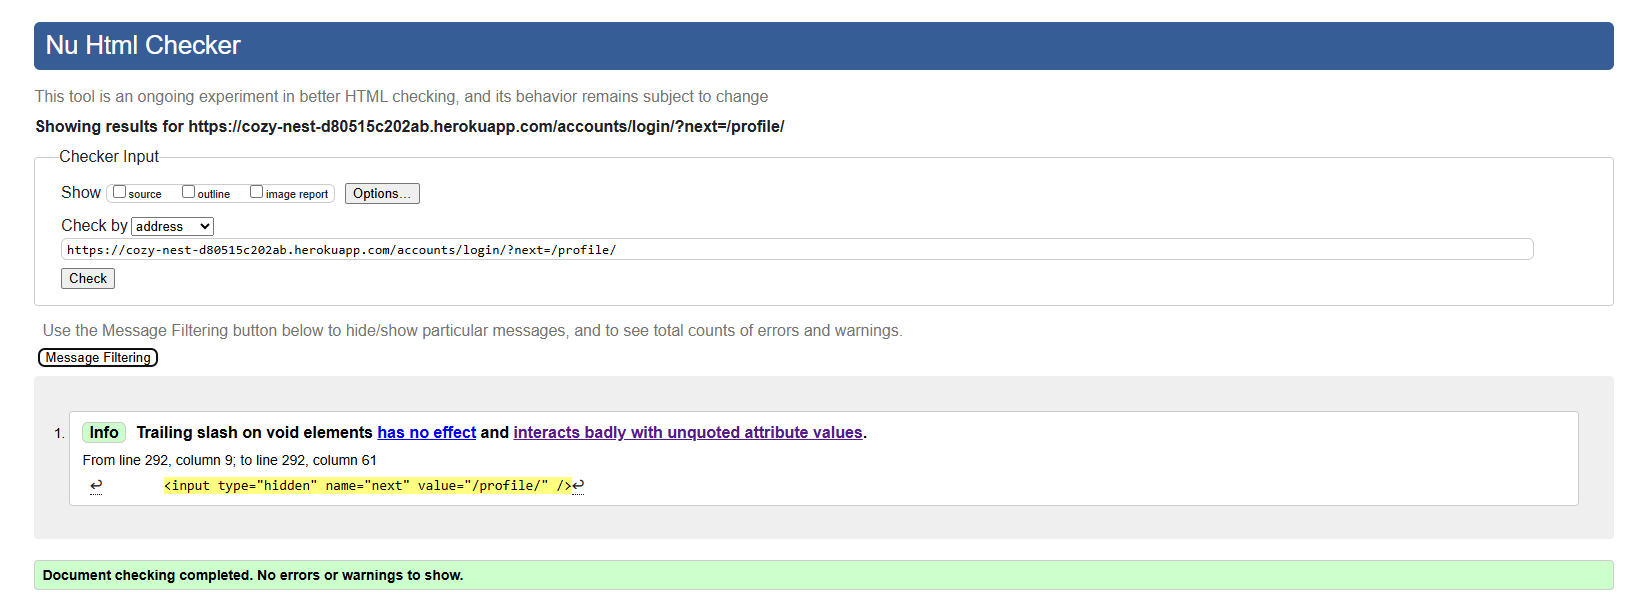 Nu Html Checker
This tool is an ongoing experiment in better HTML checking, and its behavior remains subject to change
Showing results for https://cozy-nest-d80515c202ab.herokuapp.com/accounts/login/?next=/profile/
Checker Input
Show source outline image report Options...
Check by address
https://cozy-nest-d80515c202ab.herokuapp.com/accounts/login/?next=/profile/
Check
Use the Message Filtering button below to hide/show particular messages, and to see total counts of errors and warnings.
Message Filtering
1. Info Trailing slash on void elements has no effect and interacts badly with unquoted attribute values.
From line 292, column 9; to line 292, column 61
↩ <input type="hidden" name="next" value="/profile/" />↩
Document checking completed. No errors or warnings to show.